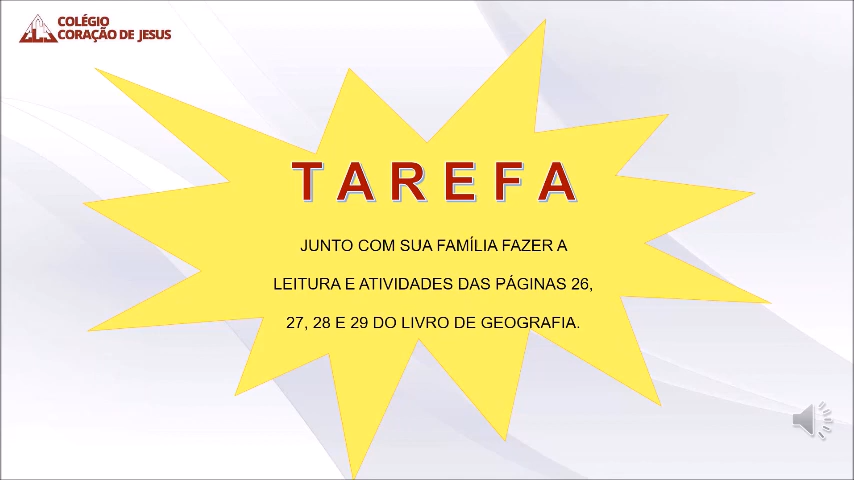 COLÉGIO
CORAÇÃO DE JESUS
TAREFA
JUNTO COM SUA FAMÍLIA FAZER A
LEITURA E ATIVIDADES DAS PÁGINAS 26,
27, 28 E 29 DO LIVRO DE GEOGRAFIA.